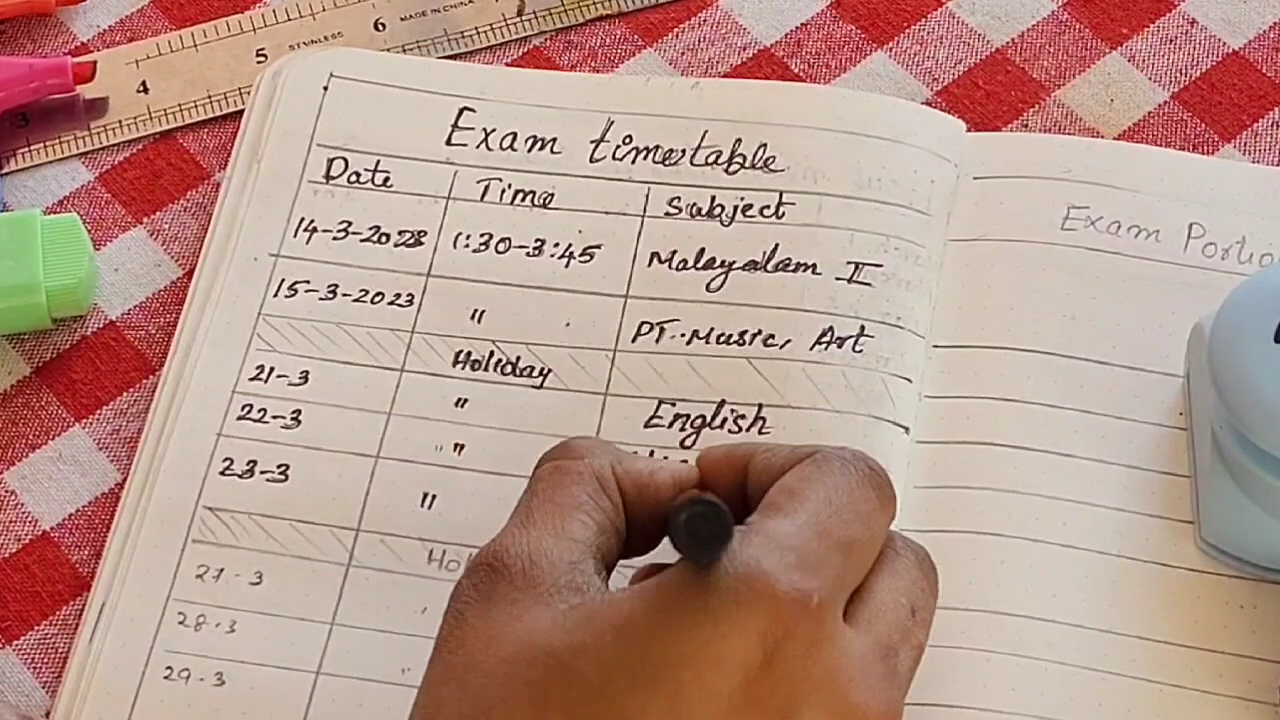 6 MADE IN CHINA
5 STAINLESS
4
3
Exam timetable
Date Time Subject
14-3-2023 1:30-3:45 Malayalam II
15-3-2023 " PT. Music, Art
Holiday
21-3 " English
22-3 "
23-3 "
27-3
28-3
29-3 "
Exam